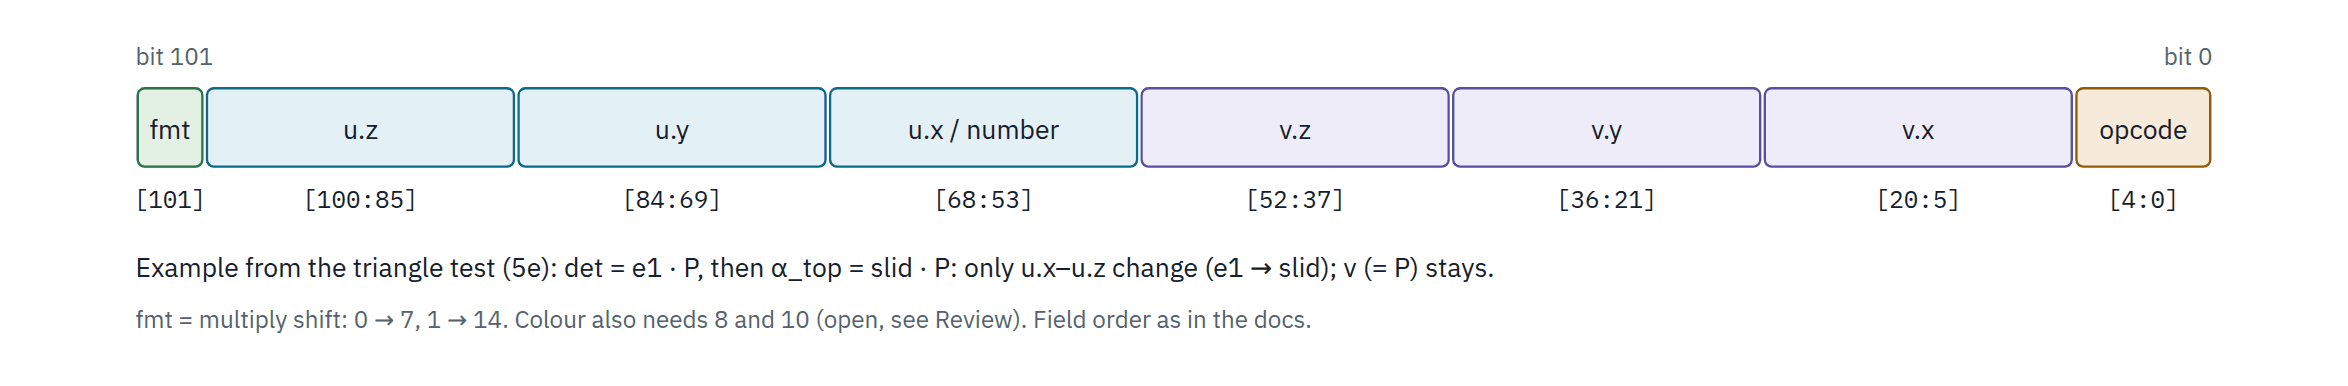 bit 101 bit 0
fmt u.z u.y u.x / number v.z v.y v.x opcode
[101] [100:85] [84:69] [68:53] [52:37] [36:21] [20:5] [4:0]
Example from the triangle test (5e): det = e1 · P, then α_top = slid · P: only u.x–u.z change (e1 → slid); v (= P) stays.
fmt = multiply shift: 0 → 7, 1 → 14. Colour also needs 8 and 10 (open, see Review). Field order as in the docs.